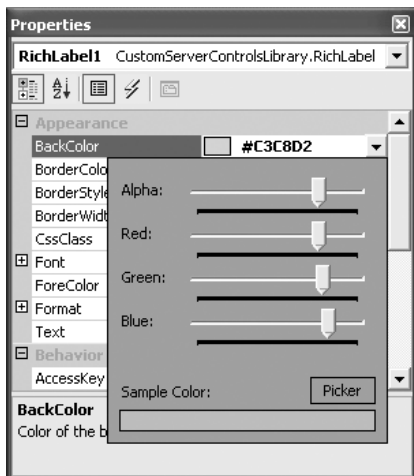 Properties
RichLabel1 CustomServerControlsLibrary.RichLabel
Appearance
BackColor #C3C8D2
BorderColo
BorderStyle
BorderWidt
CssClass
Font
ForeColor
Format
Text
Behavior
AccessKey
Alpha:
Red:
Green:
Blue:
Sample Color: Picker
BackColor
Color of the b